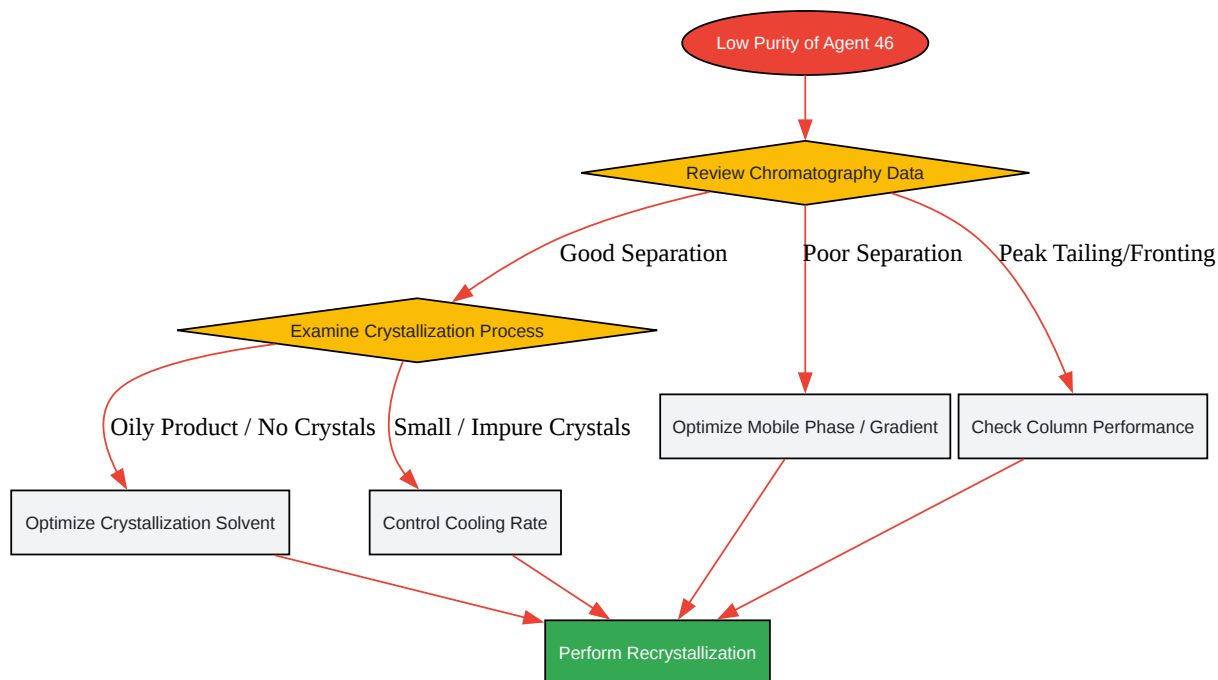 Low Purity of Agent 46
Review Chromatography Data
Good Separation
Poor Separation
Peak Tailing/Fronting
Examine Crystallization Process
Oily Product / No Crystals
Small / Impure Crystals
Optimize Mobile Phase / Gradient
Check Column Performance
Optimize Crystallization Solvent
Control Cooling Rate
Perform Recrystallization